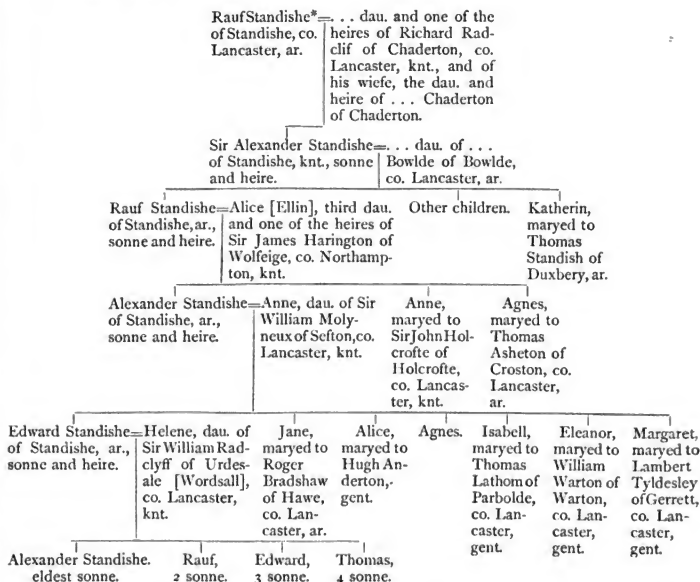 Rauf Standishe*=. . . dau. and one of the
of Standishe, co.
Lancaster, ar.
heires of Richard Rad-
clif of Chaderton, co.
Lancaster, knt., and of
his wiefe, the dau. and
heire of . . . Chaderton
of Chaderton.
Sir Alexander Standishe=. . . dau. of . . .
of Standishe, knt., sonne
and heire.
Bowlde of Bowlde,
co. Lancaster, ar.
Rauf Standishe=Alice [Ellin], third dau.
of Standishe, ar.,
sonne and heire.
and one of the heires of
Sir James Harington of
Wolfeige, co. Northamp-
ton, knt.
Other children.
Katherin,
maryed to
Thomas
Standish of
Duxbery, ar.
Alexander Standishe=Anne, dau. of Sir
of Standishe, ar.,
sonne and heire.
William Moly-
neux of Sefton, co.
Lancaster, knt.
Anne,
maryed to
Sir John Hol-
crofte of
Holcrofte,
co. Lancas-
ter, knt.
Agnes,
maryed to
Thomas
Asheton of
Croston, co.
Lancaster,
ar.
Edward Standishe=Helene, dau. of
of Standishe, ar.,
sonne and heire.
Sir William Rad-
clyff of Urdes-
ale [Wordsall],
co. Lancaster,
knt.
Jane,
maryed to
Roger
Bradshaw
of Hawe,
co. Lan-
caster, ar.
Alice,
maryed to
Hugh An-
derton,
gent.
Agnes.
Isabell,
maryed to
Thomas
Lathom of
Parbolde,
co. Lan-
caster,
gent.
Eleanor,
maryed to
William
Warton of
Warton,
co. Lan-
caster,
gent.
Margaret,
maryed to
Lambert
Tyldesley
of Gerrett,
co. Lan-
caster,
gent.
Alexander Standishe.
eldest sonne.
Rauf,
2 sonne.
Edward,
3 sonne.
Thomas,
4 sonne.